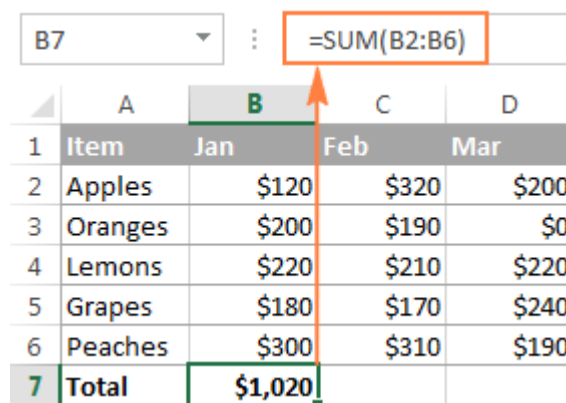 B7 =SUM(B2:B6)
A B C D
1 Item Jan Feb Mar
2 Apples $120 $320 $200
3 Oranges $200 $190 $0
4 Lemons $220 $210 $220
5 Grapes $180 $170 $240
6 Peaches $300 $310 $190
7 Total $1,020